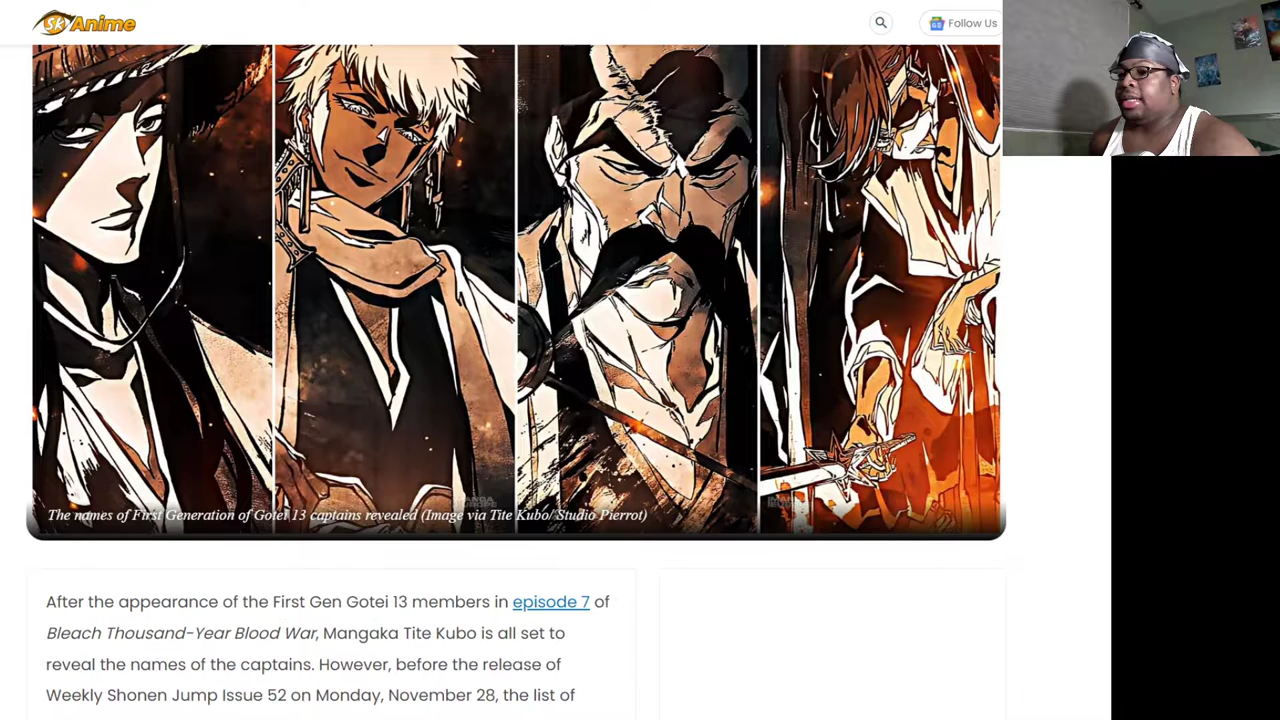 SK Anime
Follow Us
The names of First Generation of Gotei 13 captains revealed (Image via Tite Kubo/ Studio Pierrot)
After the appearance of the First Gen Gotei 13 members in episode 7 of
Bleach Thousand-Year Blood War, Mangaka Tite Kubo is all set to
reveal the names of the captains. However, before the release of
Weekly Shonen Jump Issue 52 on Monday, November 28, the list of